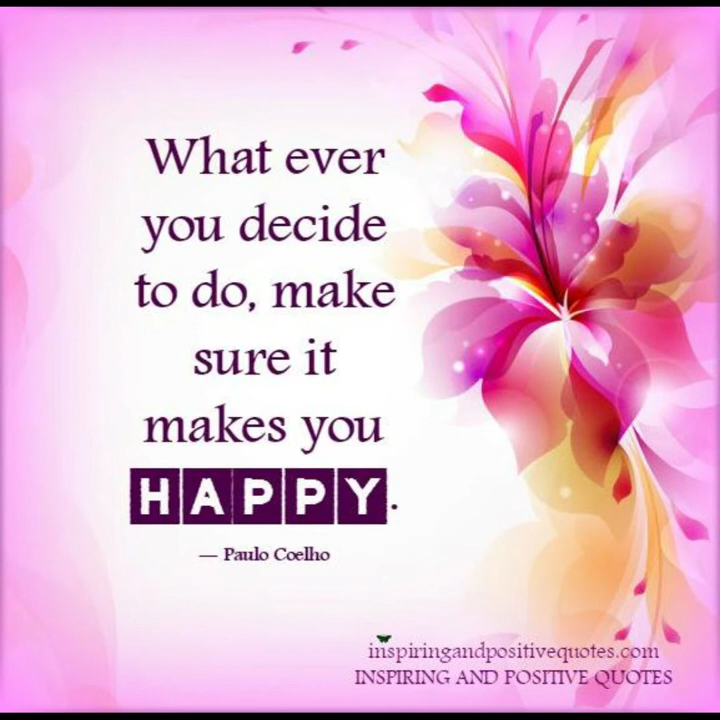 What ever
you decide
to do, make
sure it
makes you
HAPPY.
— Paulo Coelho
inspiringandpositivequotes.com
INSPIRING AND POSITIVE QUOTES